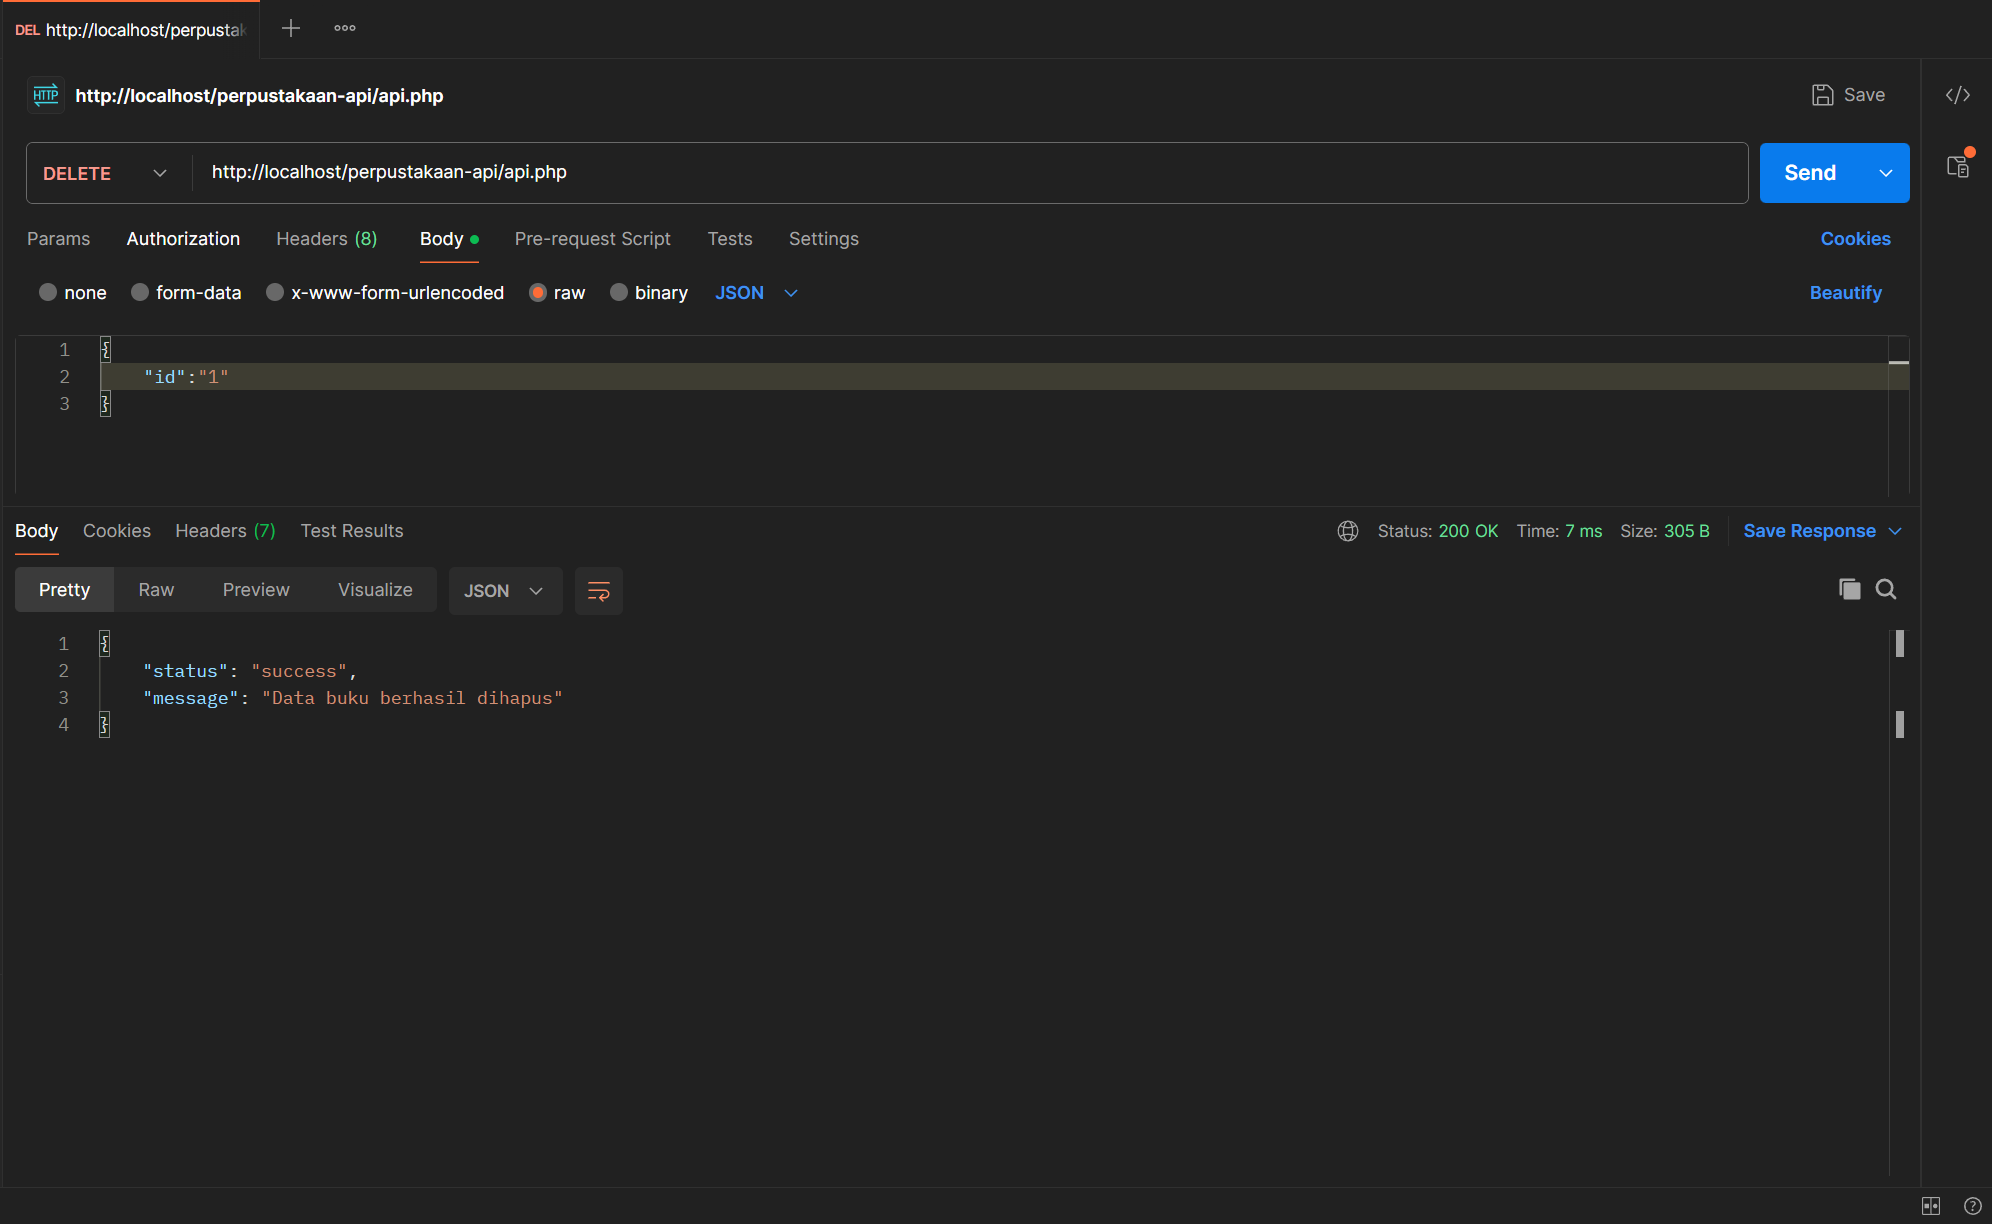 DEL http://localhost/perpustak
http://localhost/perpustakaan-api/api.php
Save
DELETE http://localhost/perpustakaan-api/api.php Send
Params Authorization Headers (8) Body Pre-request Script Tests Settings Cookies
none form-data x-www-form-urlencoded raw binary JSON Beautify
1 {
2 "id":"1"
3 }
Body Cookies Headers (7) Test Results Status: 200 OK Time: 7 ms Size: 305 B Save Response
Pretty Raw Preview Visualize JSON
1 {
2 "status": "success",
3 "message": "Data buku berhasil dihapus"
4 }